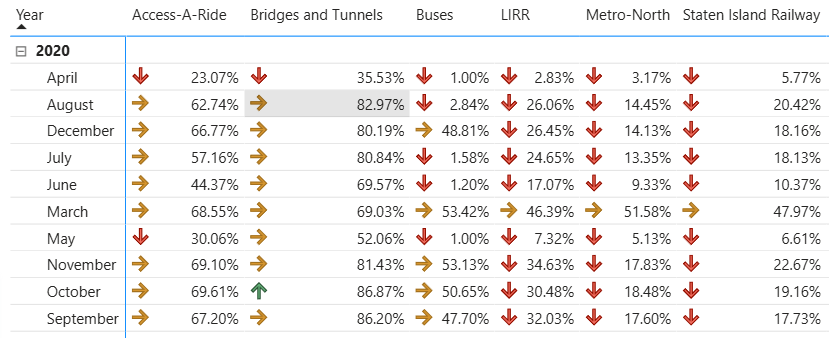 Year Access-A-Ride Bridges and Tunnels Buses LIRR Metro-North Staten Island Railway
2020
April 23.07% 35.53% 1.00% 2.83% 3.17% 5.77%
August 62.74% 82.97% 2.84% 26.06% 14.45% 20.42%
December 66.77% 80.19% 48.81% 26.45% 14.13% 18.16%
July 57.16% 80.84% 1.58% 24.65% 13.35% 18.13%
June 44.37% 69.57% 1.20% 17.07% 9.33% 10.37%
March 68.55% 69.03% 53.42% 46.39% 51.58% 47.97%
May 30.06% 52.06% 1.00% 7.32% 5.13% 6.61%
November 69.10% 81.43% 53.13% 34.63% 17.83% 22.67%
October 69.61% 86.87% 50.65% 30.48% 18.48% 19.16%
September 67.20% 86.20% 47.70% 32.03% 17.60% 17.73%